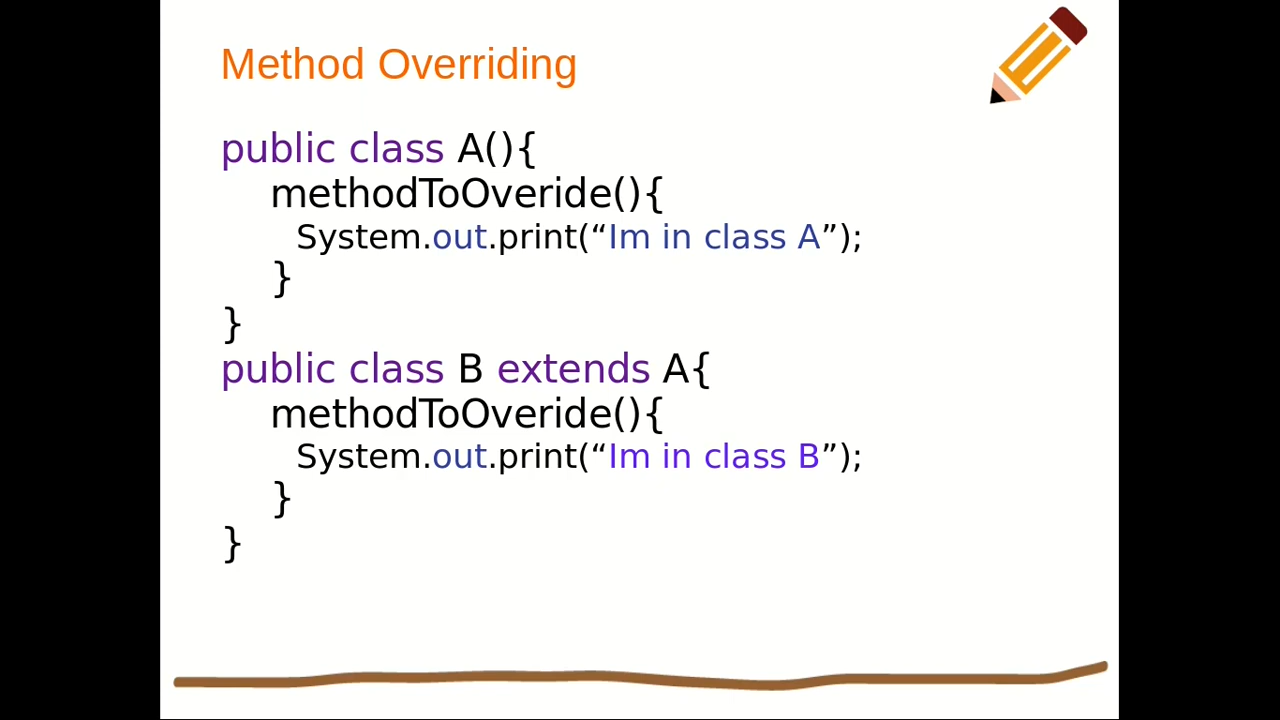 Method Overriding
public class A(){
methodToOveride(){
System.out.print(“Im in class A”);
}
}
public class B extends A{
methodToOveride(){
System.out.print(“Im in class B”);
}
}